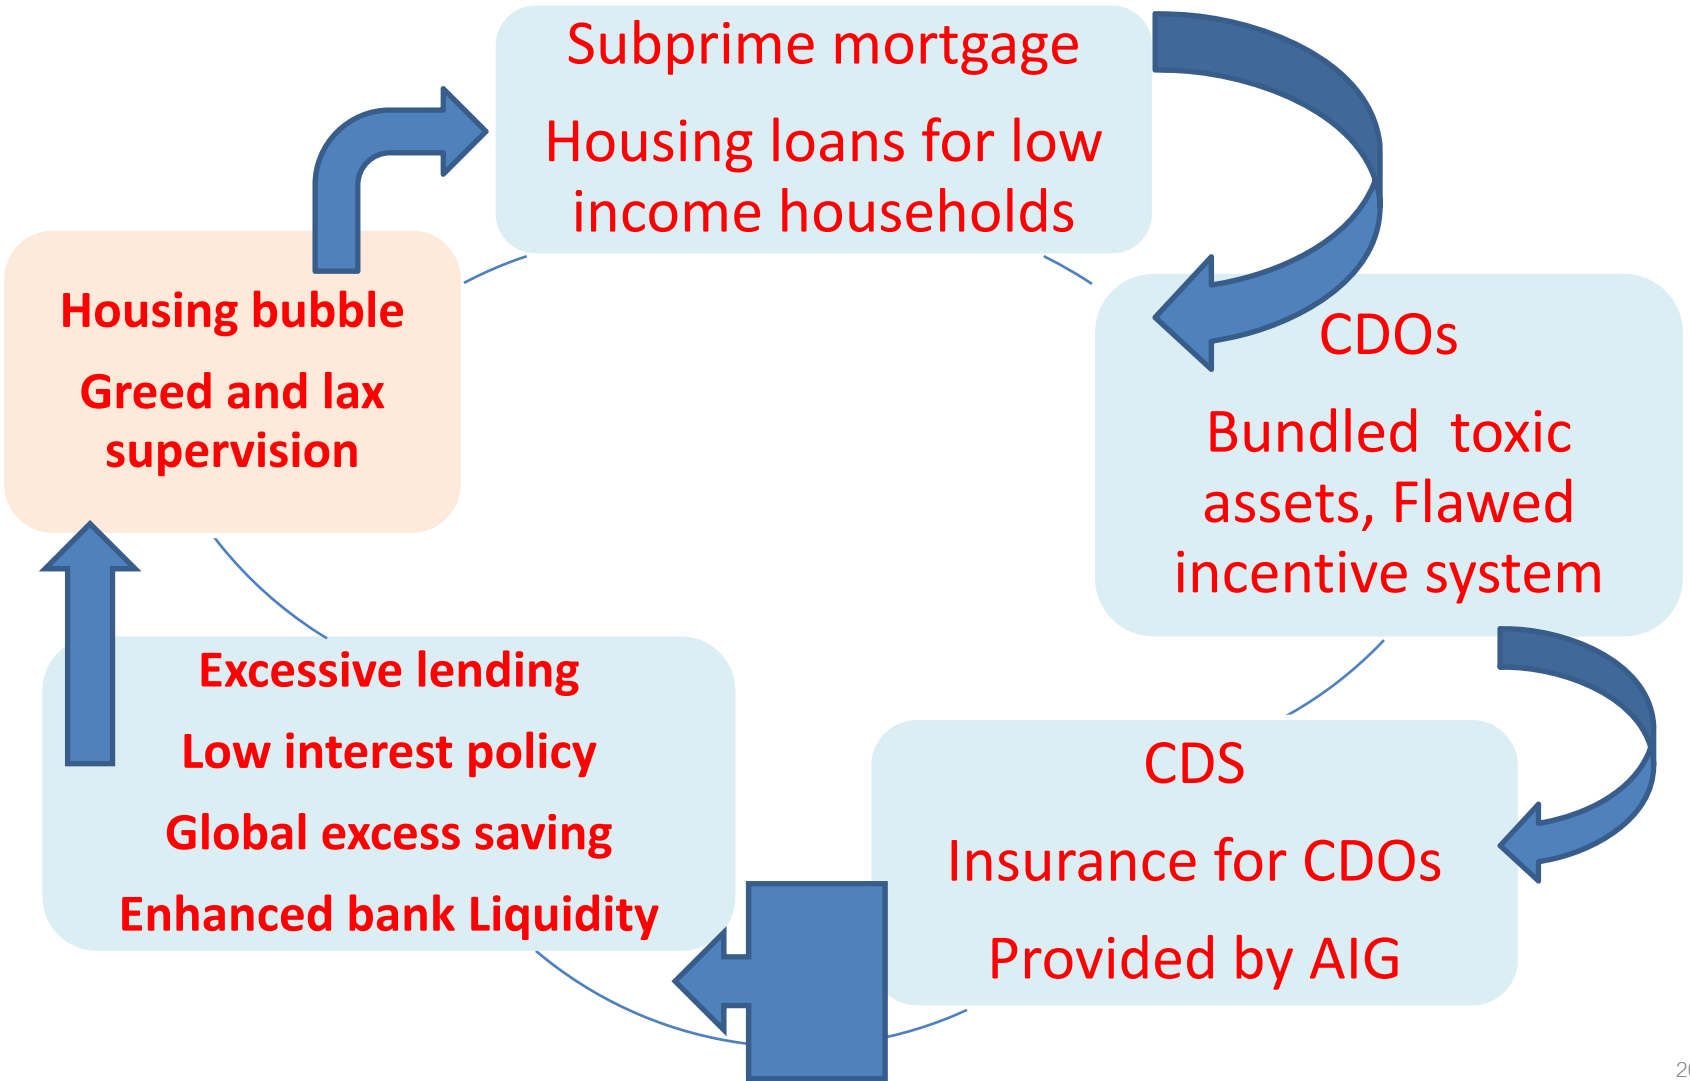 Subprime mortgage
Housing loans for low
income households
Housing bubble
Greed and lax
supervision
CDOs
Bundled  toxic
assets, Flawed
incentive system
Excessive lending
Low interest policy
Global excess saving
Enhanced bank Liquidity
CDS
Insurance for CDOs
Provided by AIG